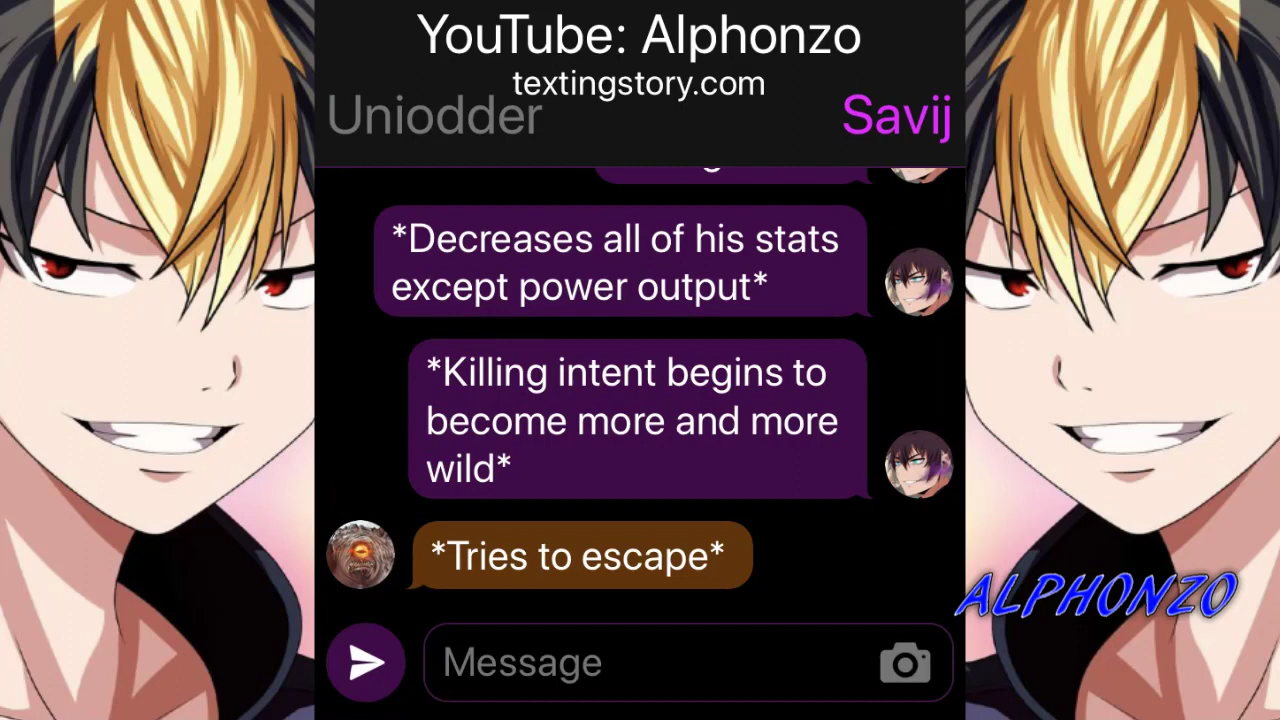 YouTube: Alphonzo
textingstory.com
Uniodder
Savij
*Decreases all of his stats
except power output*
*Killing intent begins to
become more and more
wild*
*Tries to escape*
ALPHONZO
Message